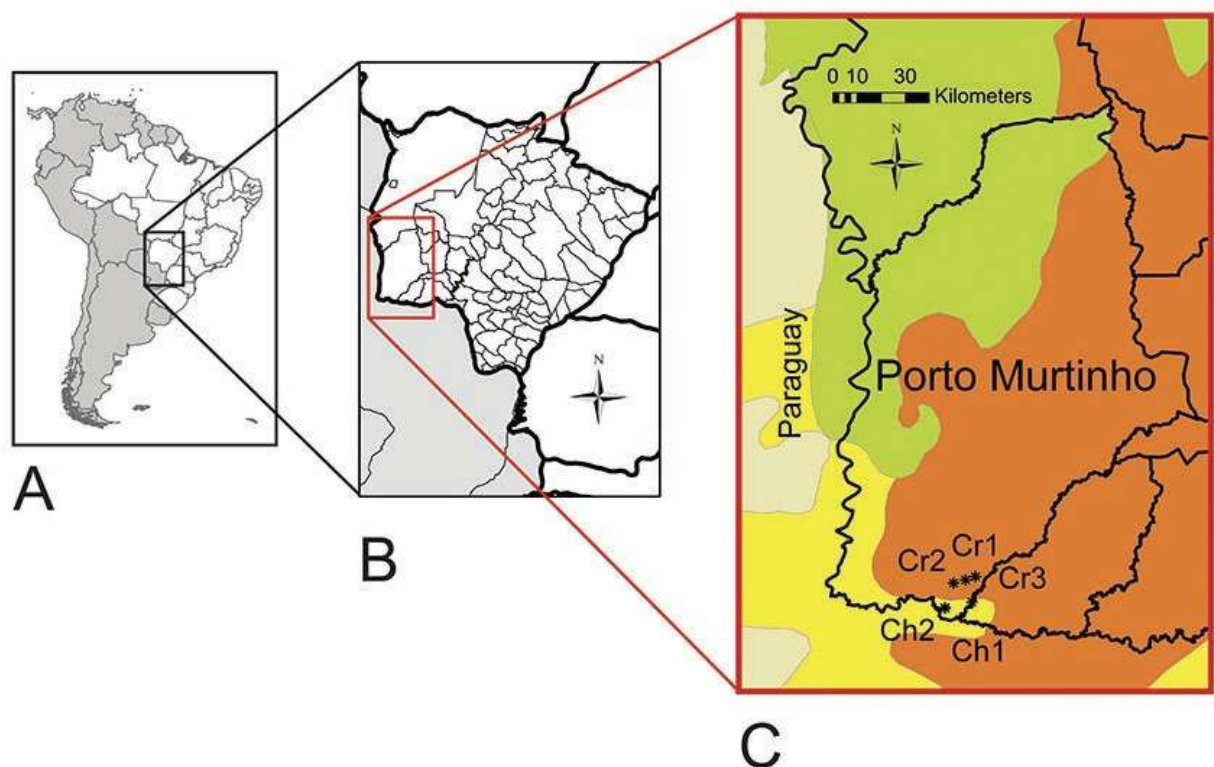 A
N
B
0 10 30
Kilometers
N
Paraguay
Porto Murtinho
Cr1
Cr2
Cr3
Ch2
Ch1
C